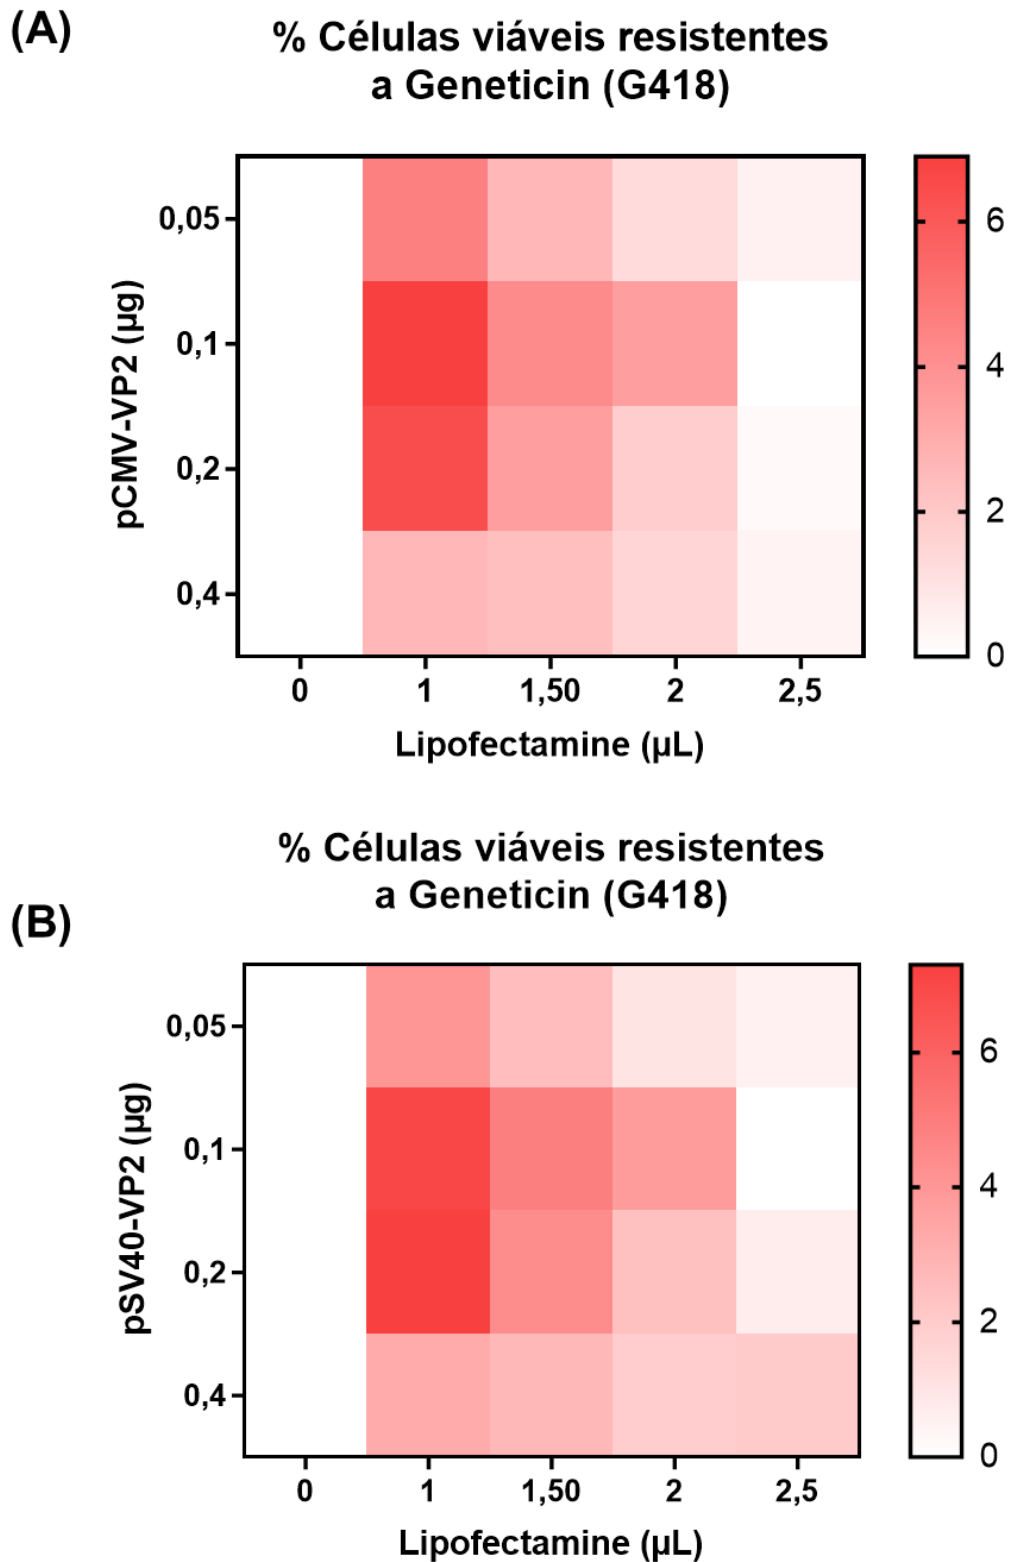 (A)
% Células viáveis resistentes
a Geneticin (G418)
pCMV-VP2 (µg)
0,05
0,1
0,2
0,4
0 1 1,50 2 2,5
Lipofectamine (µL)
6
4
2
0
% Células viáveis resistentes
a Geneticin (G418)
(B)
pSV40-VP2 (µg)
0,05
0,1
0,2
0,4
0 1 1,50 2 2,5
Lipofectamine (µL)
6
4
2
0